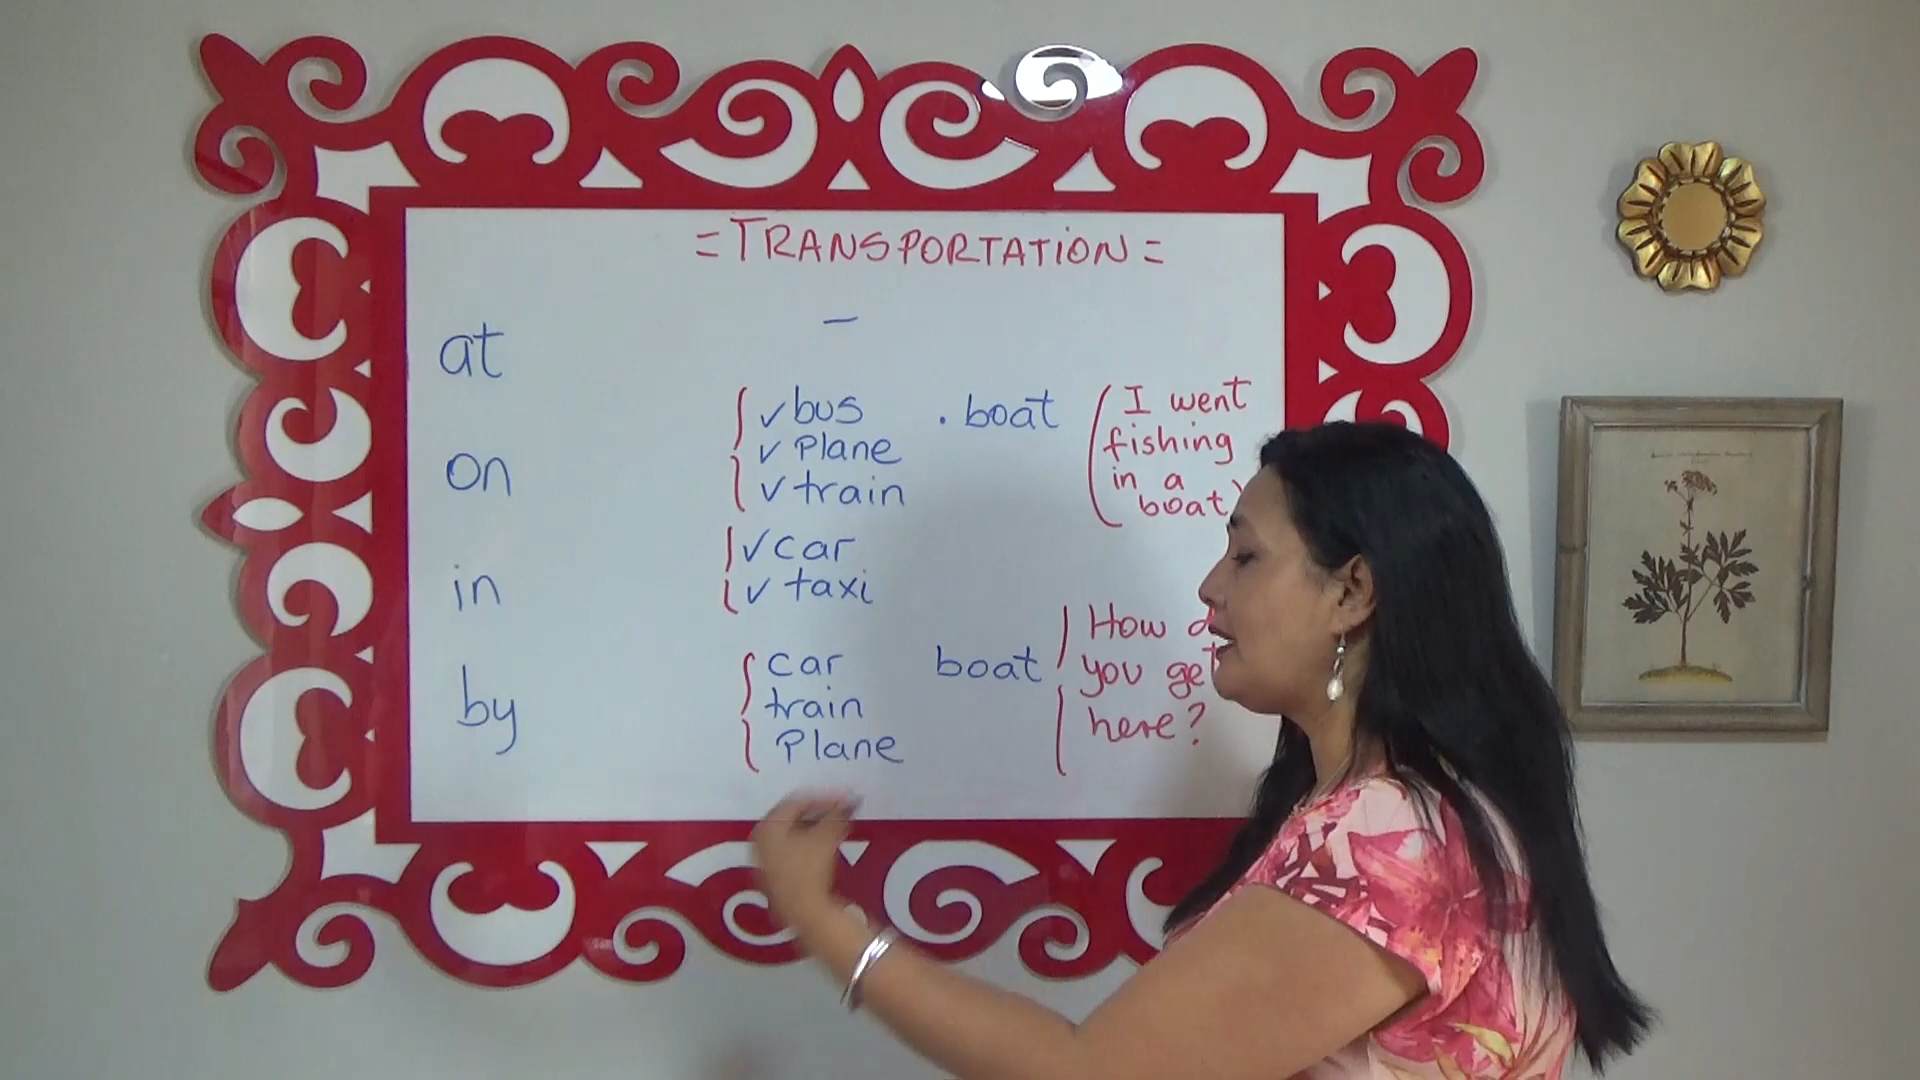 = TRANSPORTATION =
at
–
on
✓ bus
✓ Plane
✓ train
. boat
( I went
fishing
in a
boat)
in
✓ car
✓ taxi
by
car
train
Plane
boat
How
you get
here?